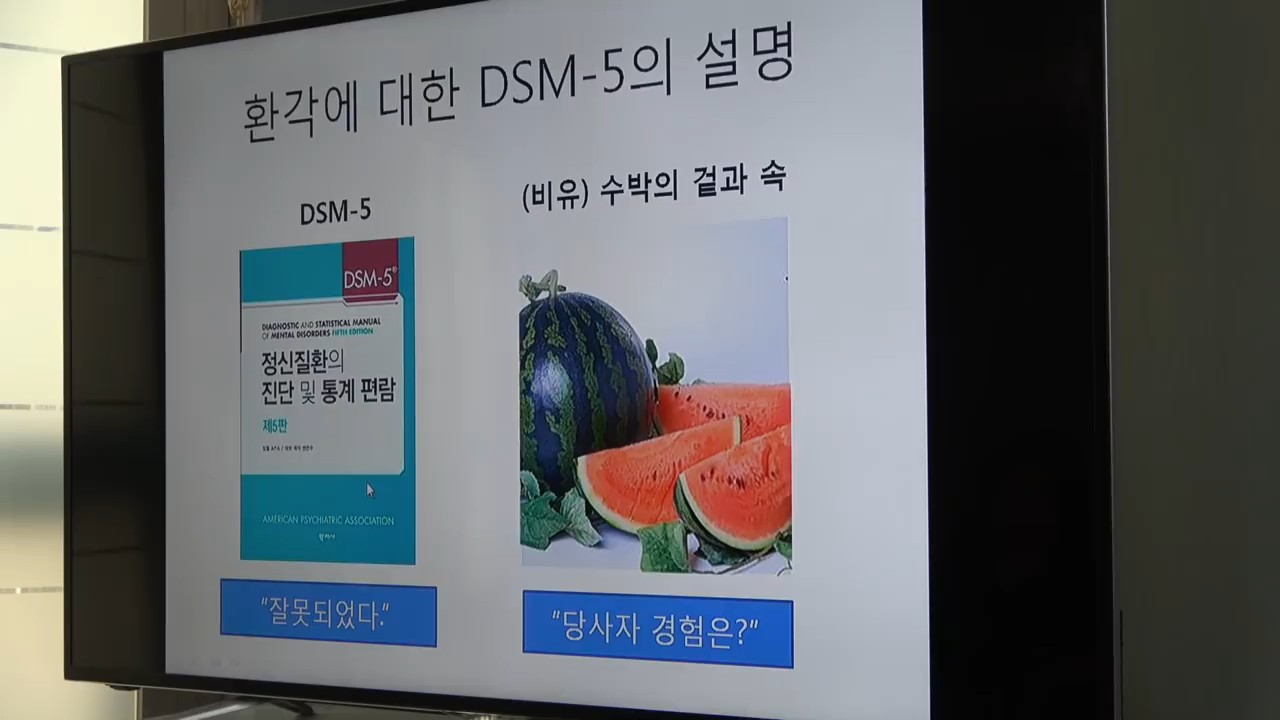 환각에 대한 DSM-5의 설명
DSM-5
(비유) 수박의 겉과 속
DSM-5®
DIAGNOSTIC AND STATISTICAL MANUAL
OF MENTAL DISORDERS FIFTH EDITION
정신질환의
진단 및 통계 편람
제5판
AMERICAN PSYCHIATRIC ASSOCIATION
학지사
"잘못되었다."
"당사자 경험은?"